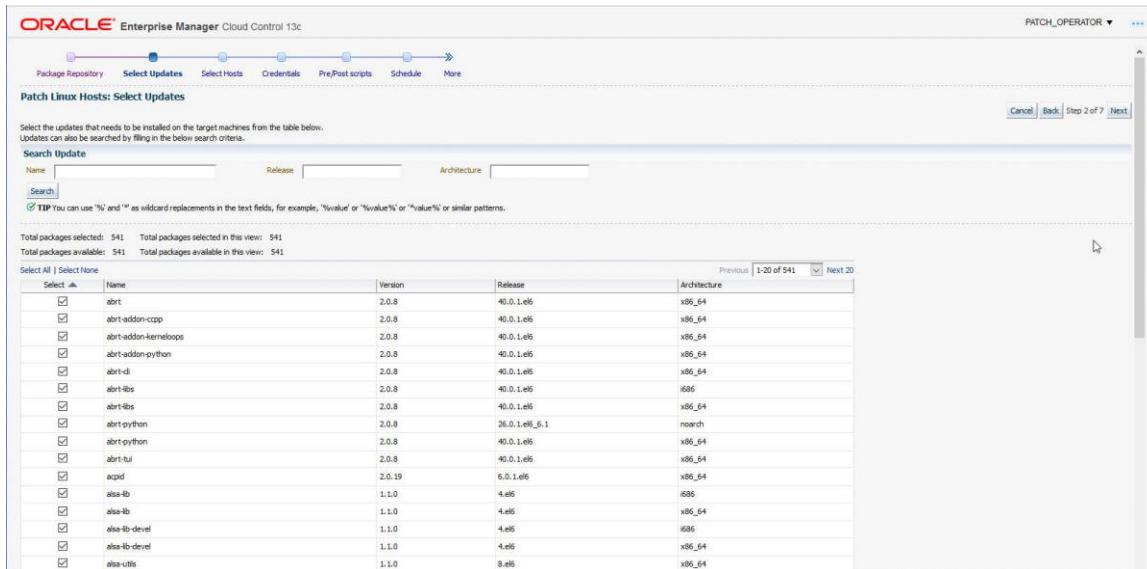 ORACLE Enterprise Manager Cloud Control 13c
PATCH_OPERATOR
Package Repository Select Updates Select Hosts Credentials Pre/Post scripts Schedule More
Patch Linux Hosts: Select Updates
Cancel Back Step 2 of 7 Next
Select the updates that needs to be installed on the target machines from the table below.
Updates can also be searched by filling in the below search criteria.
Search Update
Name Release Architecture
Search
TIP You can use '%' and '*' as wildcard replacements in the text fields, for example, '%value' or '%value%' or '*value%' or similar patterns.
Total packages selected: 541 Total packages selected in this view: 541
Total packages available: 541 Total packages available in this view: 541
Select All | Select None Previous 1-20 of 541 Next 20
Select Name Version Release Architecture
abrt 2.0.8 40.0.1.el6 x86_64
abrt-addon-ccpp 2.0.8 40.0.1.el6 x86_64
abrt-addon-kerneloops 2.0.8 40.0.1.el6 x86_64
abrt-addon-python 2.0.8 40.0.1.el6 x86_64
abrt-cli 2.0.8 40.0.1.el6 x86_64
abrt-libs 2.0.8 40.0.1.el6 i686
abrt-libs 2.0.8 40.0.1.el6 x86_64
abrt-python 2.0.8 26.0.1.el6_6.1 noarch
abrt-python 2.0.8 40.0.1.el6 x86_64
abrt-tui 2.0.8 40.0.1.el6 x86_64
acpid 2.0.19 6.0.1.el6 x86_64
alsa-lib 1.1.0 4.el6 i686
alsa-lib 1.1.0 4.el6 x86_64
alsa-lib-devel 1.1.0 4.el6 i686
alsa-lib-devel 1.1.0 4.el6 x86_64
alsa-utils 1.1.0 8.el6 x86_64